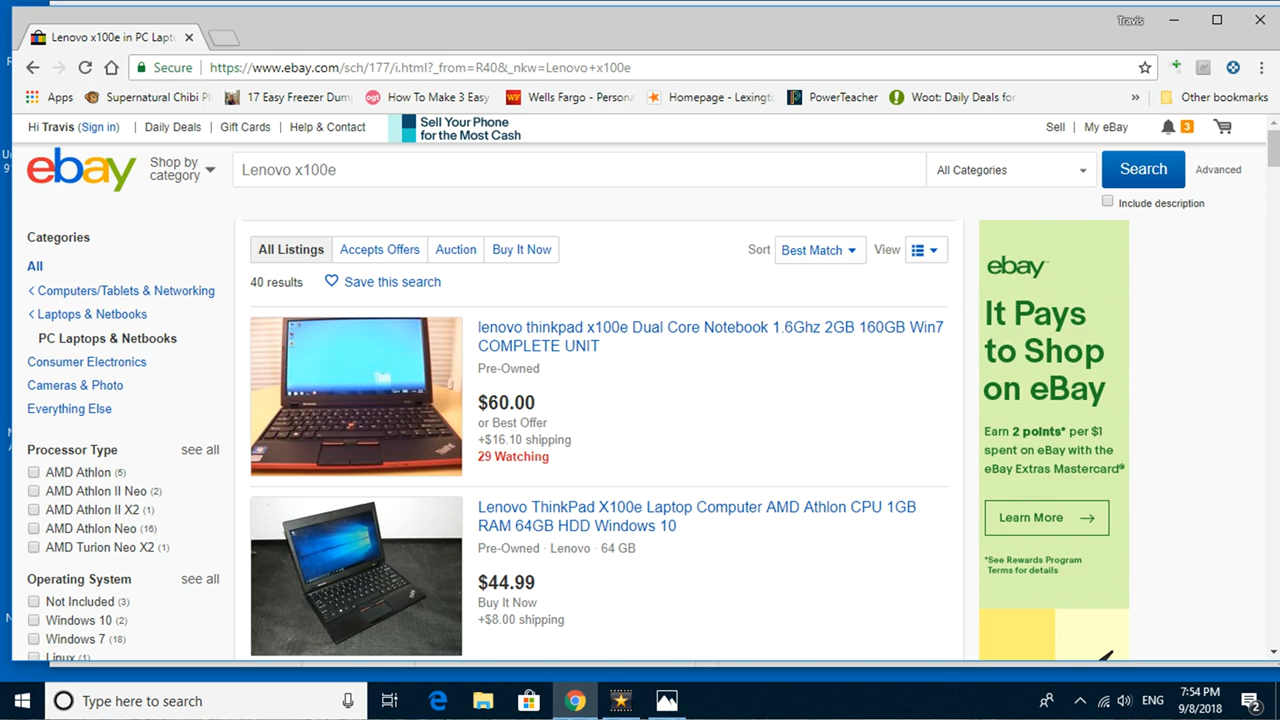 Travis
Lenovo x100e in PC Lapto
Secure
https://www.ebay.com/sch/177/i.html?_from=R40&_nkw=Lenovo+x100e
Apps
Supernatural Chibi Pl
17 Easy Freezer Dump
How To Make 3 Easy
Wells Fargo - Persona
Homepage - Lexingto
PowerTeacher
Woot: Daily Deals for
»
Other bookmarks
Hi Travis (Sign in)
Daily Deals
Gift Cards
Help & Contact
Sell Your Phone
for the Most Cash
Sell
My eBay
3
ebay
Shop by
category
Lenovo x100e
All Categories
Search
Advanced
Include description
Categories
All
Computers/Tablets & Networking
Laptops & Netbooks
PC Laptops & Netbooks
Consumer Electronics
Cameras & Photo
Everything Else
Processor Type
see all
AMD Athlon (5)
AMD Athlon II Neo (2)
AMD Athlon II X2 (1)
AMD Athlon Neo (16)
AMD Turion Neo X2 (1)
Operating System
see all
Not Included (3)
Windows 10 (2)
Windows 7 (18)
Linux (1)
All Listings
Accepts Offers
Auction
Buy It Now
Sort
Best Match
View
40 results
Save this search
lenovo thinkpad x100e Dual Core Notebook 1.6Ghz 2GB 160GB Win7
COMPLETE UNIT
Pre-Owned
$60.00
or Best Offer
+$16.10 shipping
29 Watching
Lenovo ThinkPad X100e Laptop Computer AMD Athlon CPU 1GB
RAM 64GB HDD Windows 10
Pre-Owned · Lenovo · 64 GB
$44.99
Buy It Now
+$8.00 shipping
ebay
It Pays
to Shop
on eBay
Earn 2 points* per $1
spent on eBay with the
eBay Extras Mastercard®
Learn More
*See Rewards Program
Terms for details
Type here to search
ENG
7:54 PM
9/8/2018
2